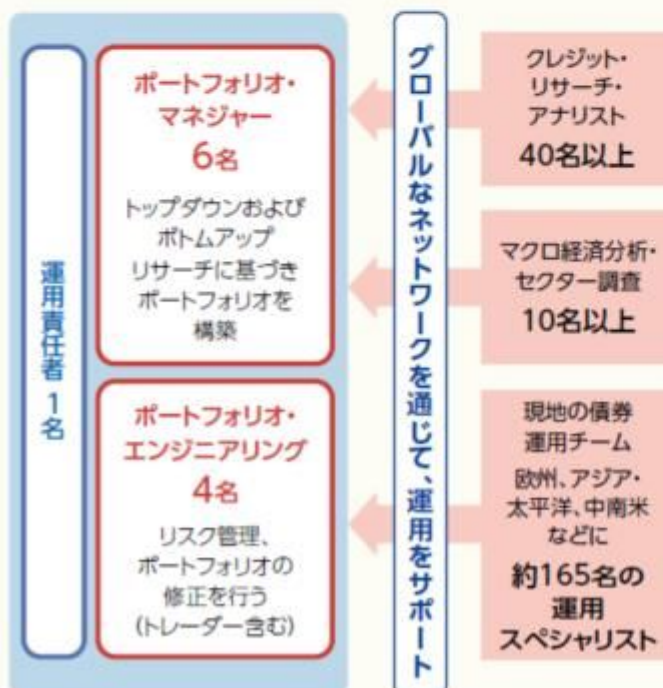 運用責任者 1名
ポートフォリオ・
マネジャー
6名
トップダウンおよび
ボトムアップ
リサーチに基づき
ポートフォリオを
構築
ポートフォリオ・
エンジニアリング
4名
リスク管理、
ポートフォリオの
修正を行う
(トレーダー含む)
グローバルなネットワークを通じて、運用をサポート
クレジット・
リサーチ・
アナリスト
40名以上
マクロ経済分析・
セクター調査
10名以上
現地の債券
運用チーム
欧州、アジア・
太平洋、中南米
などに
約165名の
運用
スペシャリスト